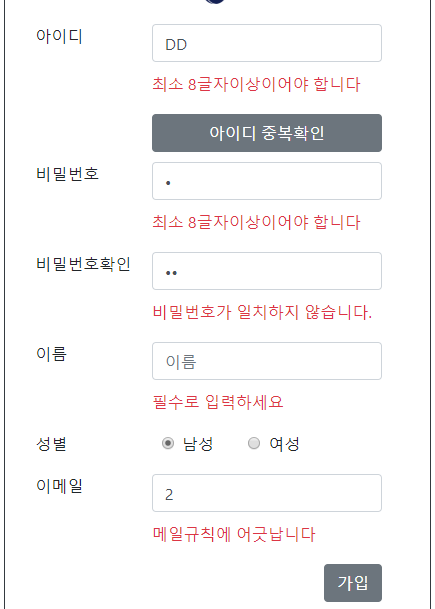 아이디
DD
최소 8글자이상이어야 합니다
아이디 중복확인
비밀번호
•
최소 8글자이상이어야 합니다
비밀번호확인
••
비밀번호가 일치하지 않습니다.
이름
이름
필수로 입력하세요
성별 남성 여성
이메일
2
메일규칙에 어긋납니다
가입